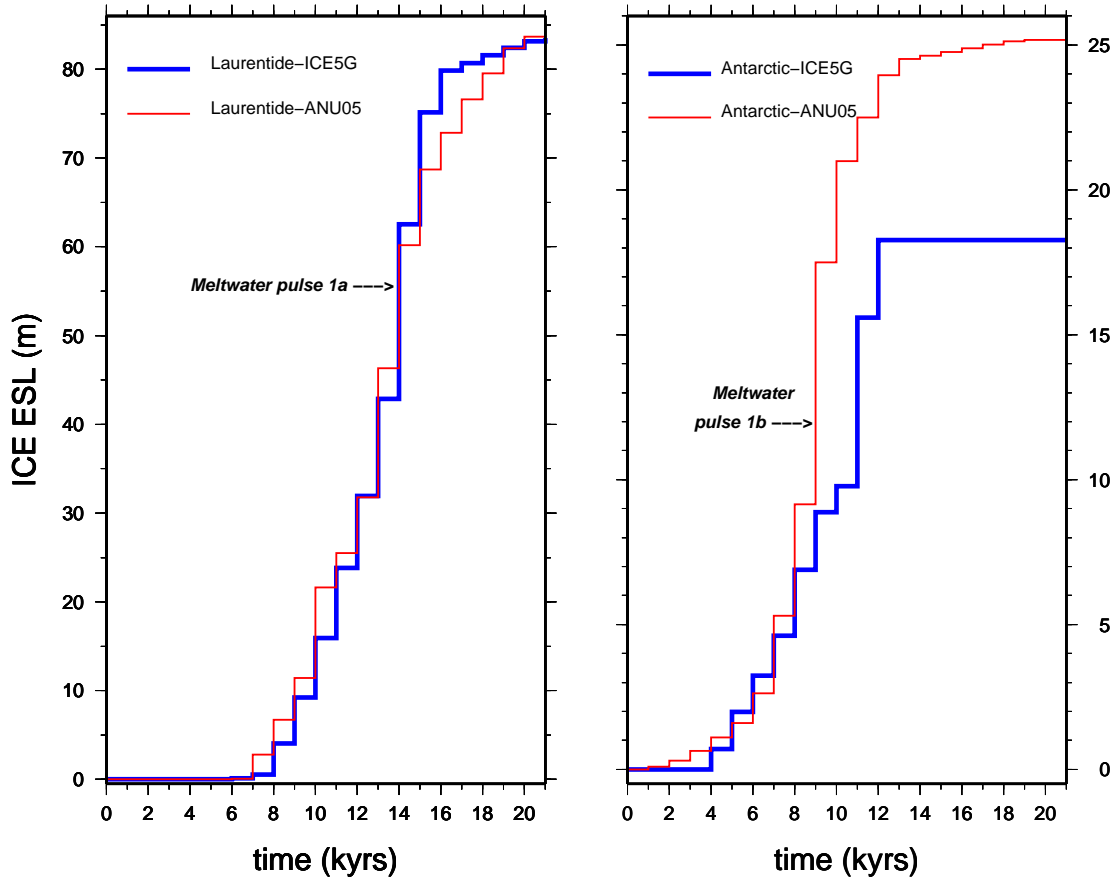 ICE ESL (m)
80
70
60
50
40
30
20
10
0
Laurentide−ICE5G
Laurentide−ANU05
Meltwater pulse 1a −−−>
0 2 4 6 8 10 12 14 16 18 20
time (kyrs)
Antarctic−ICE5G
Antarctic−ANU05
Meltwater
pulse 1b −−−>
25
20
15
10
5
0
0 2 4 6 8 10 12 14 16 18 20
time (kyrs)